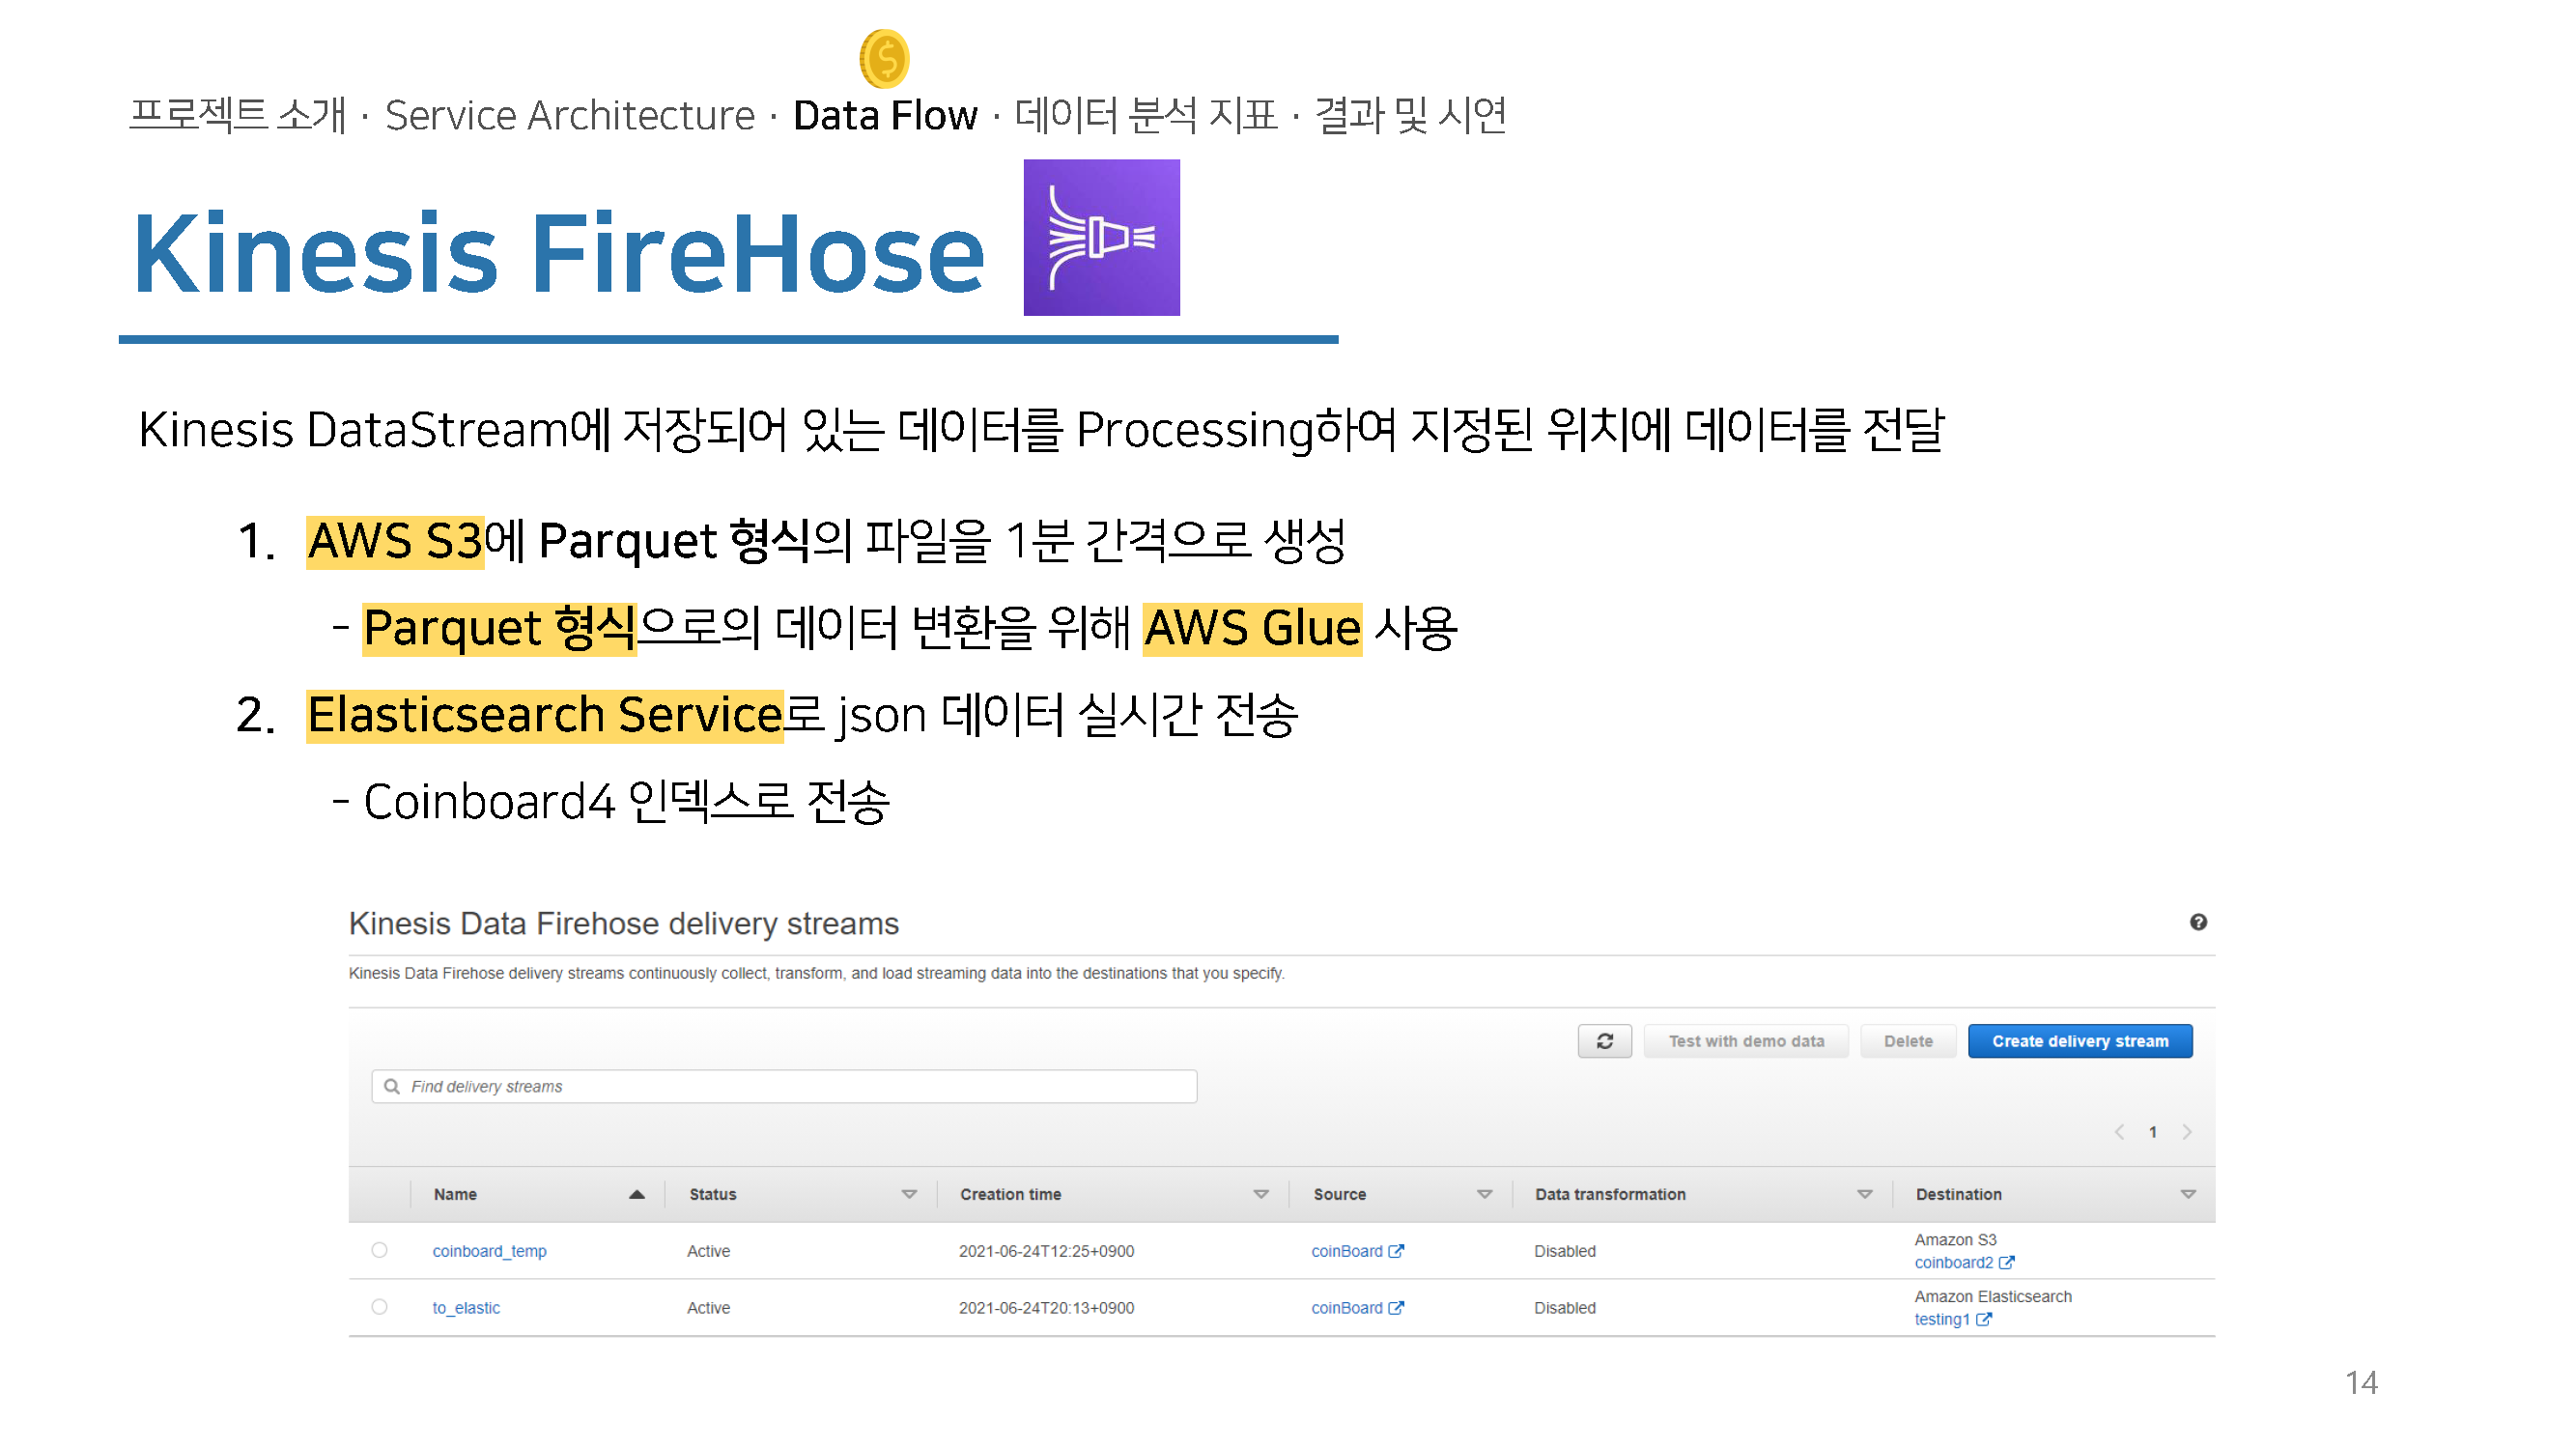 프로젝트 소개 · Service Architecture · Data Flow · 데이터 분석 지표 · 결과 및 시연
Kinesis FireHose
Kinesis DataStream에 저장되어 있는 데이터를 Processing하여 지정된 위치에 데이터를 전달
1. AWS S3에 Parquet 형식의 파일을 1분 간격으로 생성
- Parquet 형식으로의 데이터 변환을 위해 AWS Glue 사용
2. Elasticsearch Service로 json 데이터 실시간 전송
- Coinboard4 인덱스로 전송
Kinesis Data Firehose delivery streams
Kinesis Data Firehose delivery streams continuously collect, transform, and load streaming data into the destinations that you specify.
Test with demo data Delete Create delivery stream
Find delivery streams
1
Name Status Creation time Source Data transformation Destination
coinboard_temp Active 2021-06-24T12:25+0900 coinBoard Disabled Amazon S3
coinboard2
to_elastic Active 2021-06-24T20:13+0900 coinBoard Disabled Amazon Elasticsearch
testing1
14